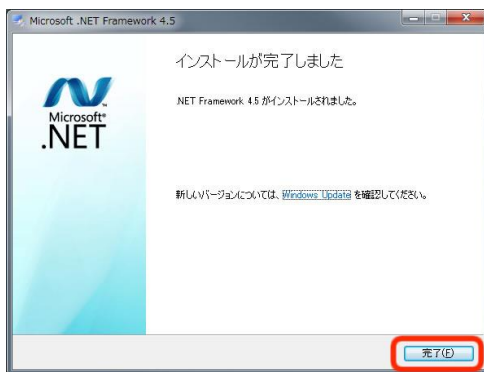 Microsoft .NET Framework 4.5
インストールが完了しました
.NET Framework 4.5 がインストールされました。
Microsoft®
.NET
新しいバージョンについては、Windows Update を確認してください。
完了(F)